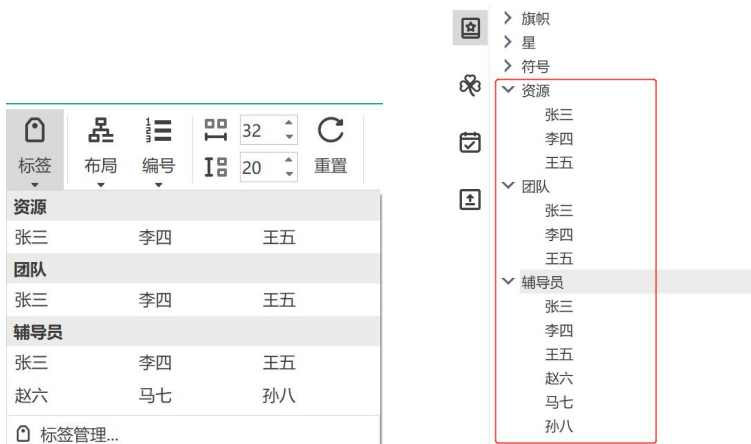 32
标签 布局 编号 20 重置
资源
张三 李四 王五
团队
张三 李四 王五
辅导员
张三 李四 王五
赵六 马七 孙八
标签管理...
旗帜
星
符号
资源
张三
李四
王五
团队
张三
李四
王五
辅导员
张三
李四
王五
赵六
马七
孙八